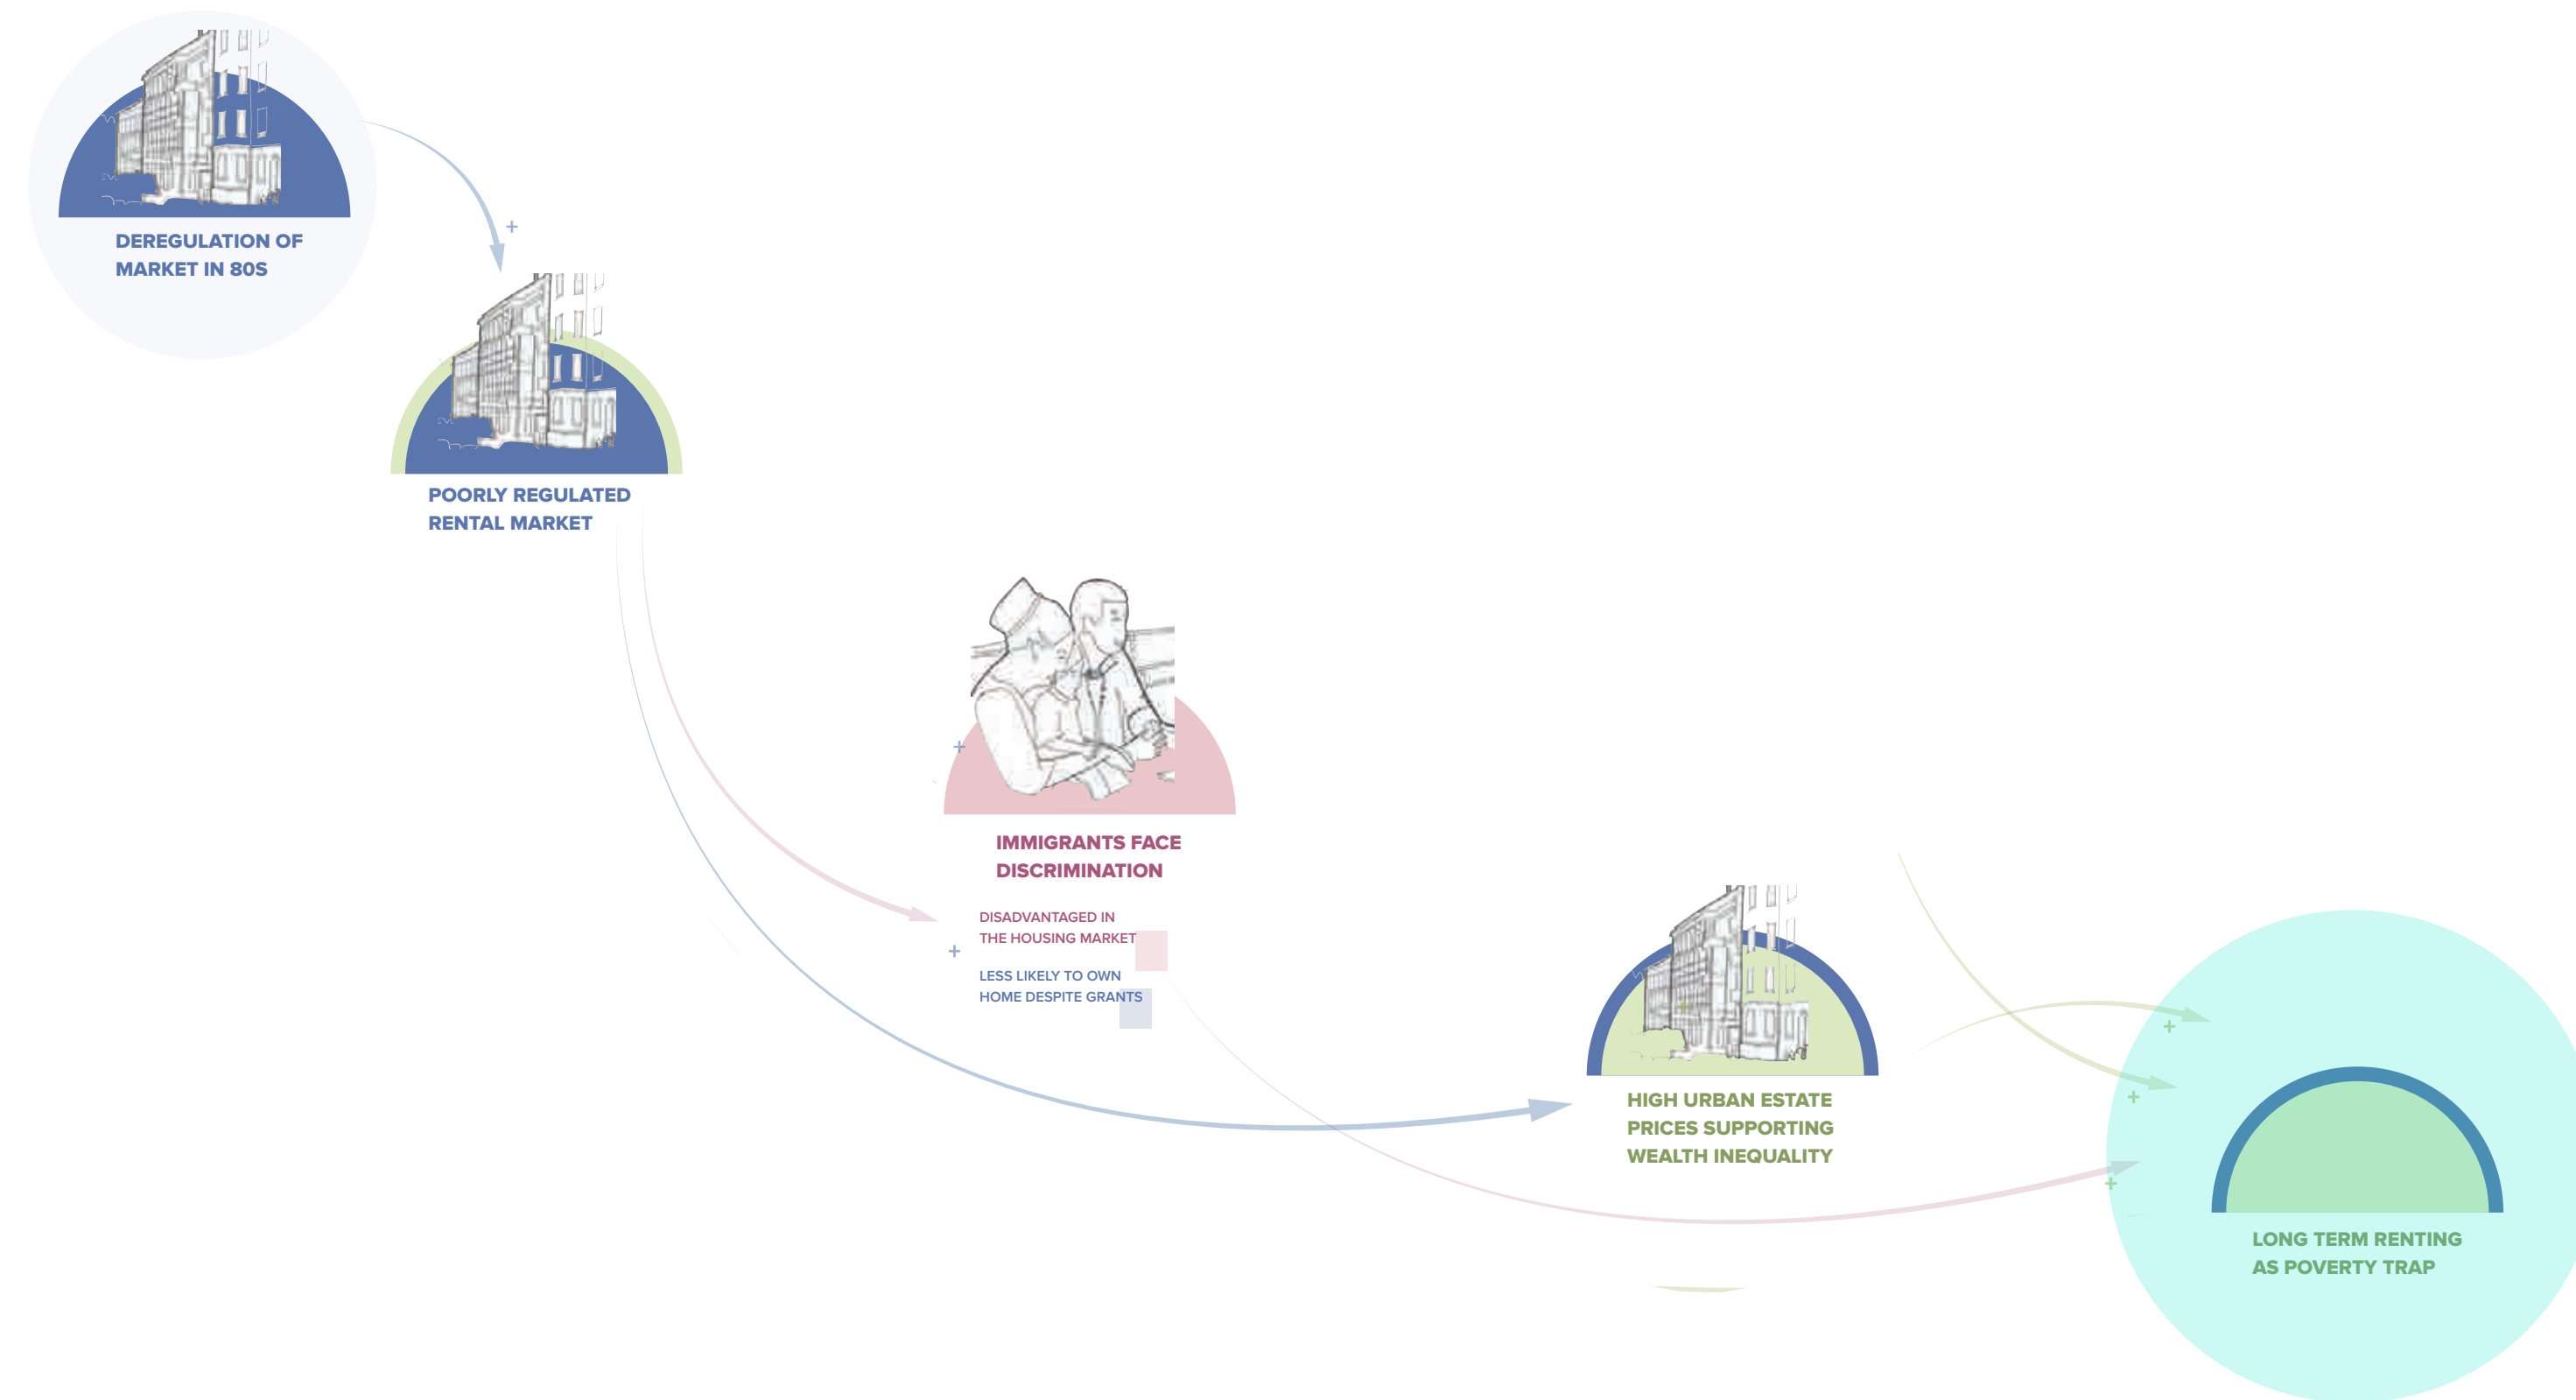 DEREGULATION OF
MARKET IN 80S
+
POORLY REGULATED
RENTAL MARKET
+
IMMIGRANTS FACE
DISCRIMINATION
DISADVANTAGED IN
THE HOUSING MARKET
+
LESS LIKELY TO OWN
HOME DESPITE GRANTS
HIGH URBAN ESTATE
PRICES SUPPORTING
WEALTH INEQUALITY
+
+
+
LONG TERM RENTING
AS POVERTY TRAP